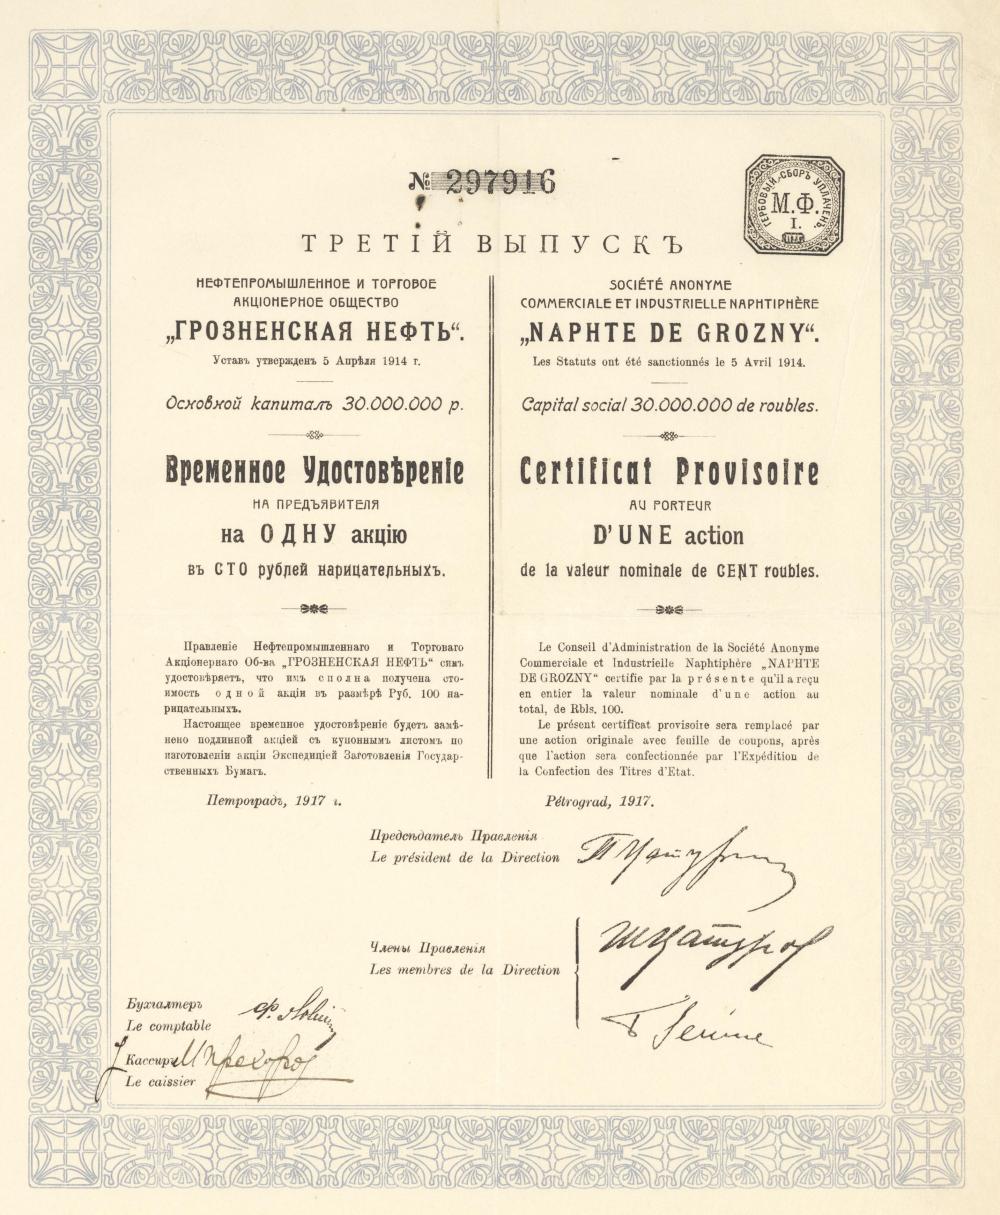 № 297916
ГЕРБОВЫЙ СБОРЪ УПЛАЧЕНЪ.
М.Ф.
I.
ТРЕТІЙ ВЫПУСКЪ
НЕФТЕПРОМЫШЛЕННОЕ И ТОРГОВОЕ
АКЦІОНЕРНОЕ ОБЩЕСТВО
„ГРОЗНЕНСКАЯ НЕФТЬ“.
Уставъ утвержденъ 5 Апрѣля 1914 г.
Основной капиталъ 30.000.000 р.
Временное Удостовѣреніе
НА ПРЕДЪЯВИТЕЛЯ
на ОДНУ акцію
въ СТО рублей нарицательныхъ.
Правленіе Нефтепромышленнаго и Торговаго
Акціонернаго Об-ва „ГРОЗНЕНСКАЯ НЕФТЬ“ симъ
удостовѣряетъ, что имъ сполна получена сто-
имость одной акціи въ размѣрѣ Руб. 100 на-
рицательныхъ.
Настоящее временное удостовѣреніе будетъ замѣ-
нено подлинной акціей съ купоннымъ листомъ по
изготовленіи акціи Экспедиціей Заготовленія Государ-
ственныхъ Бумагъ.
Петроградъ, 1917 г.
SOCIÉTÉ ANONYME
COMMERCIALE ET INDUSTRIELLE NAPHTIPHÈRE
„NAPHTE DE GROZNY“.
Les Statuts ont été sanctionnés le 5 Avril 1914.
Capital social 30.000.000 de roubles.
Certificat Provisoire
AU PORTEUR
D'UNE action
de la valeur nominale de CENT roubles.
Le Conseil d'Administration de la Société Anonyme
Commerciale et Industrielle Naphtiphère „NAPHTE
DE GROZNY“ certifie par la présente qu'il a reçu
en entier la valeur nominale d'une action au
total, de Rbls. 100.
Le présent certificat provisoire sera remplacé par
une action originale avec feuille de coupons, après
que l'action sera confectionnée par l'Expédition de
la Confection des Titres d'Etat.
Pétrograd, 1917.
Предсѣдатель Правленія
Le président de la Direction
Члены Правленія
Les membres de la Direction
Бухгалтеръ
Le comptable
Кассиръ
Le caissier